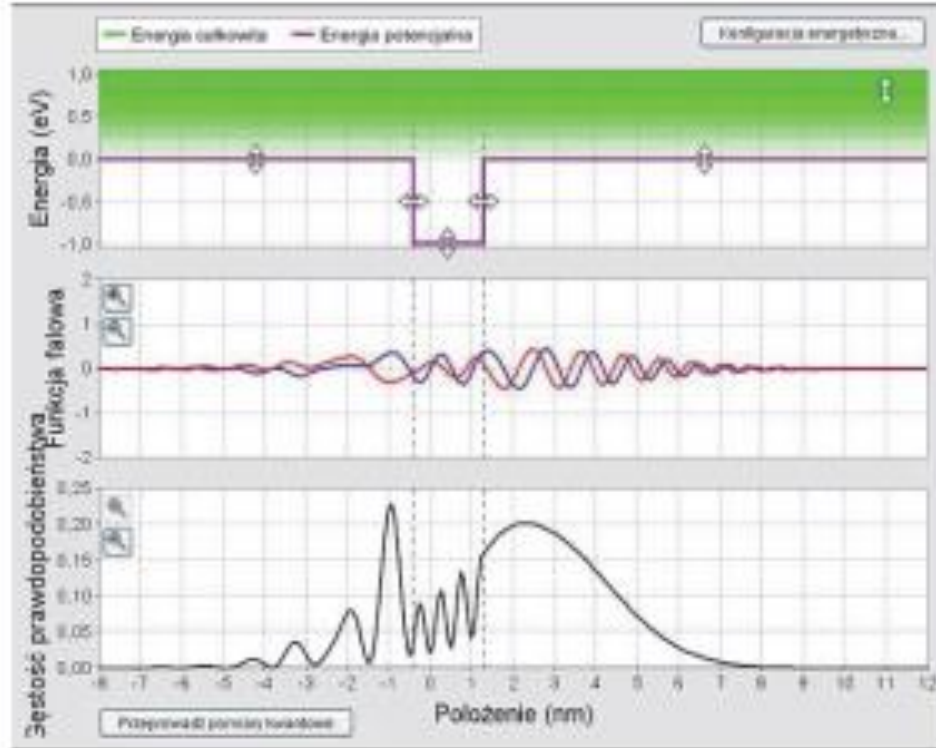 Energia całkowita Energia potencjalna
Konfiguracja energetyczna...
Energia (eV)
1,0
0,5
0,0
-0,5
-1,0
Funkcja falowa
2
1
0
-1
-2
Gęstość prawdopodobieństwa
0,25
0,20
0,15
0,10
0,05
0,00
-8 -7 -6 -5 -4 -3 -2 -1 0 1 2 3 4 5 6 7 8 9 10 11 12
Położenie (nm)
Przeprowadź pomiary kwantowe